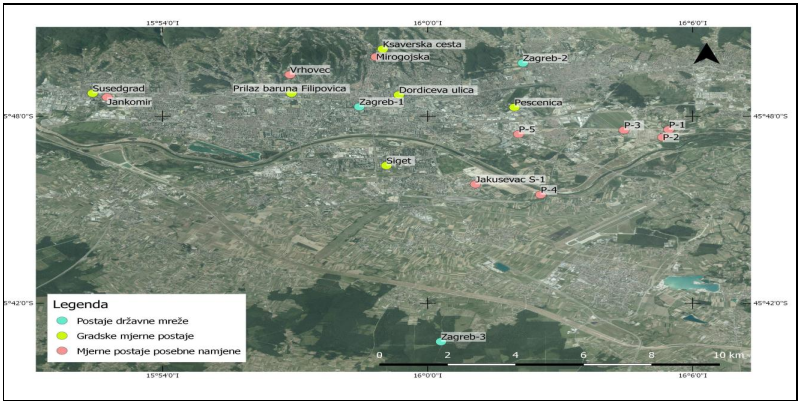 15°54'0"I 16°0'0"I 16°6'0"I
Ksaverska cesta
Mirogojska
Zagreb-2
Vrhovec
Susedgrad
Prilaz baruna Filipovica
Dordiceva ulica
Jankomir
Zagreb-1
Pescenica
5°48'0"I 45°48'0"I
P-5
P-3
P-1
P-2
Siget
Jakusevac S-1
P-4
5°42'0"I 45°42'0"I
Legenda
Postaje državne mreže
Gradske mjerne postaje
Mjerne postaje posebne namjene
Zagreb-3
0 2 4 6 8 10 km
15°54'0"I 16°0'0"I 16°6'0"I